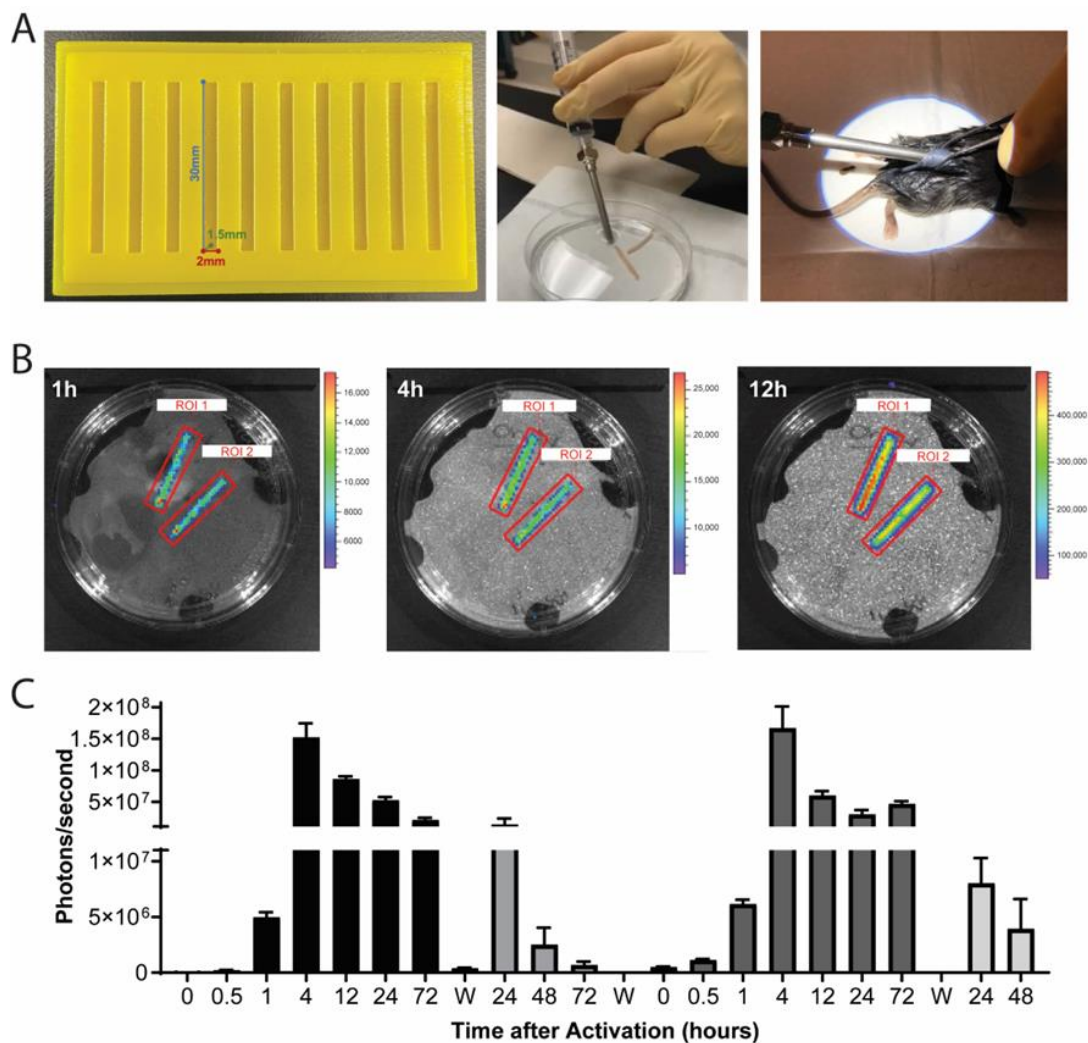 A
30mm
1.5mm
2mm
B
1h
ROI 1
ROI 2
16,000
14,000
12,000
10,000
8000
6000
4h
ROI 1
ROI 2
25,000
20,000
15,000
10,000
12h
ROI 1
ROI 2
400,000
300,000
200,000
100,000
C
Photons/second
2×10⁸
1.5×10⁸
1×10⁸
5×10⁷
1×10⁷
5×10⁶
0
0 0.5 1 4 12 24 72 W 24 48 72 W 0 0.5 1 4 12 24 72 W 24 48
Time after Activation (hours)